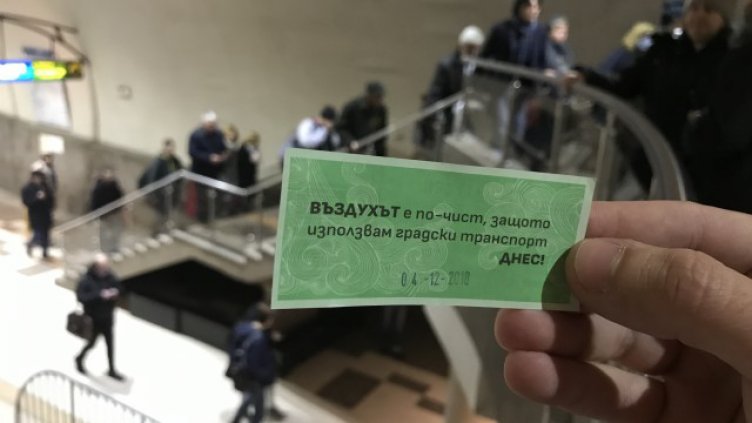 ВЪЗДУХЪТ е по-чист, защото
използвам градски транспорт
ДНЕС!
04 -12- 2018